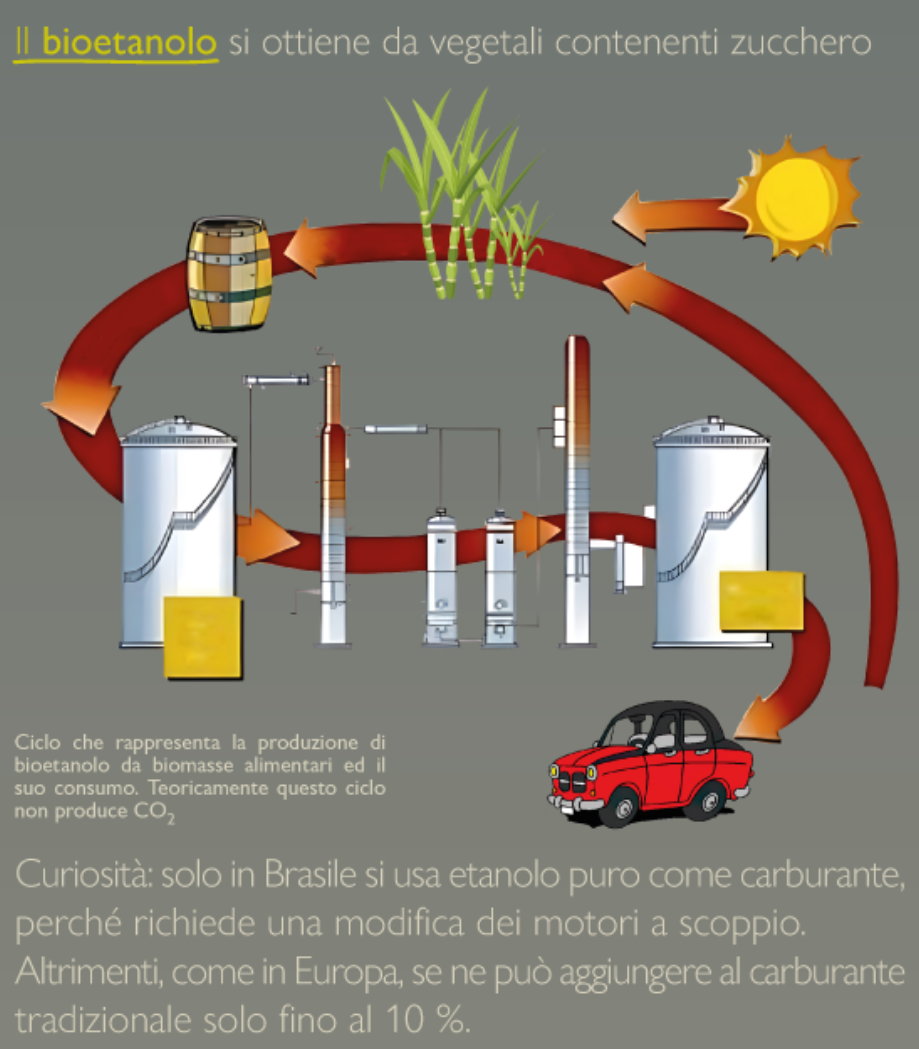 Il bioetanolo si ottiene da vegetali contenenti zucchero
Ciclo che rappresenta la produzione di
bioetanolo da biomasse alimentari ed il
suo consumo. Teoricamente questo ciclo
non produce CO₂
Curiosità: solo in Brasile si usa etanolo puro come carburante,
perché richiede una modifica dei motori a scoppio.
Altrimenti, come in Europa, se ne può aggiungere al carburante
tradizionale solo fino al 10 %.